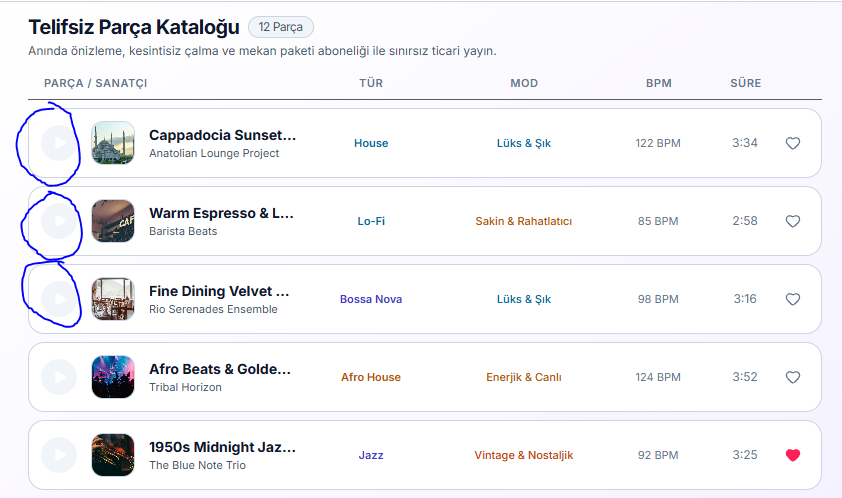 Telifsiz Parça Kataloğu 12 Parça
Anında önizleme, kesintisiz çalma ve mekan paketi aboneliği ile sınırsız ticari yayın.
PARÇA / SANATÇI TÜR MOD BPM SÜRE
Cappadocia Sunset...
Anatolian Lounge Project
House Lüks & Şık 122 BPM 3:34
Warm Espresso & L...
Barista Beats
Lo-Fi Sakin & Rahatlatıcı 85 BPM 2:58
Fine Dining Velvet ...
Rio Serenades Ensemble
Bossa Nova Lüks & Şık 98 BPM 3:16
Afro Beats & Golde...
Tribal Horizon
Afro House Enerjik & Canlı 124 BPM 3:52
1950s Midnight Jaz...
The Blue Note Trio
Jazz Vintage & Nostaljik 92 BPM 3:25